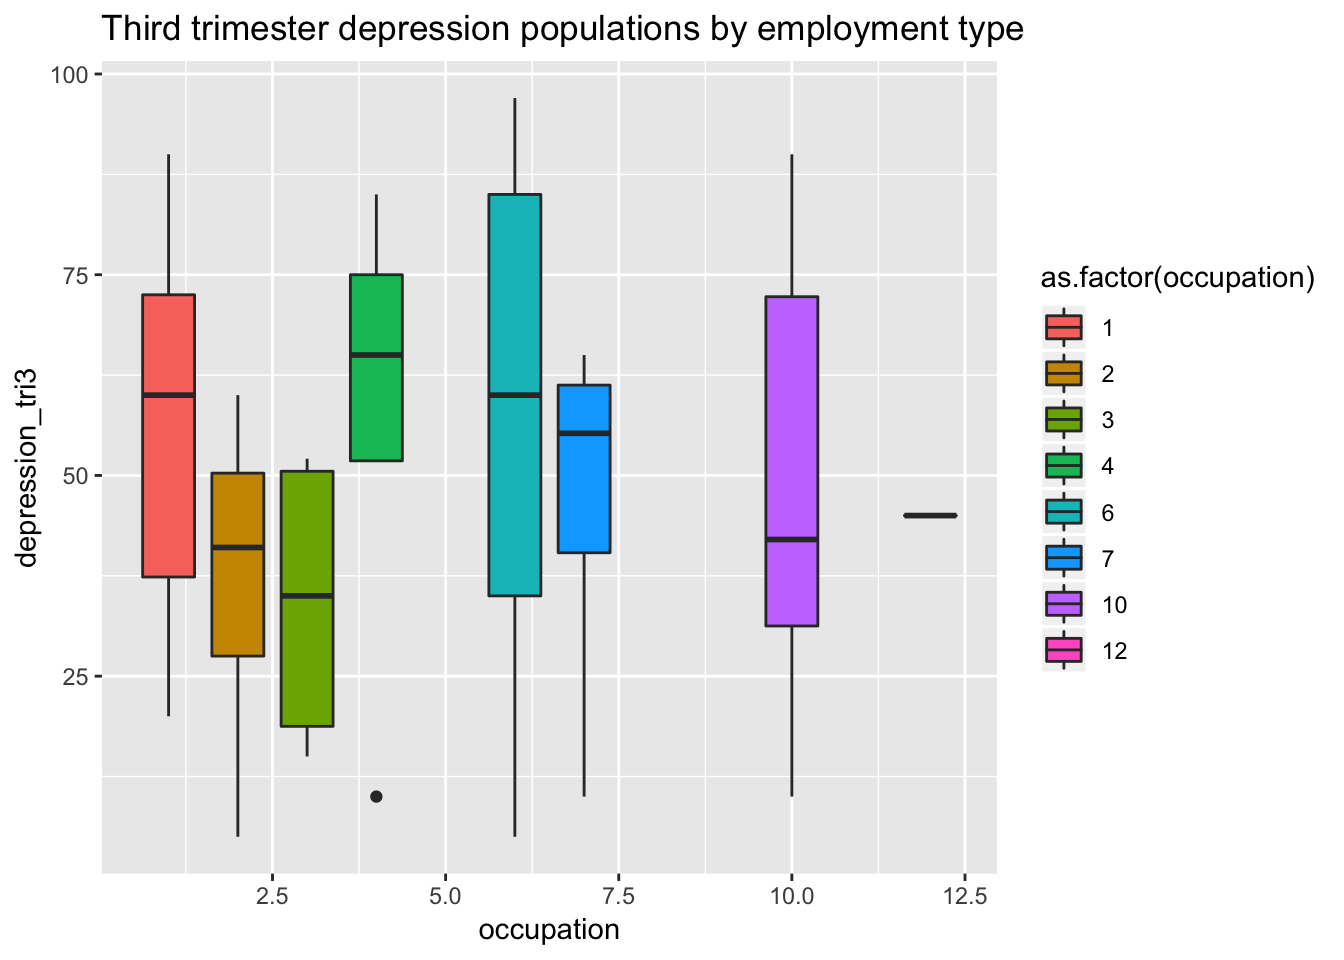 Third trimester depression populations by employment type
100
75
50
25
depression_tri3
2.5 5.0 7.5 10.0 12.5
occupation
as.factor(occupation)
1
2
3
4
6
7
10
12